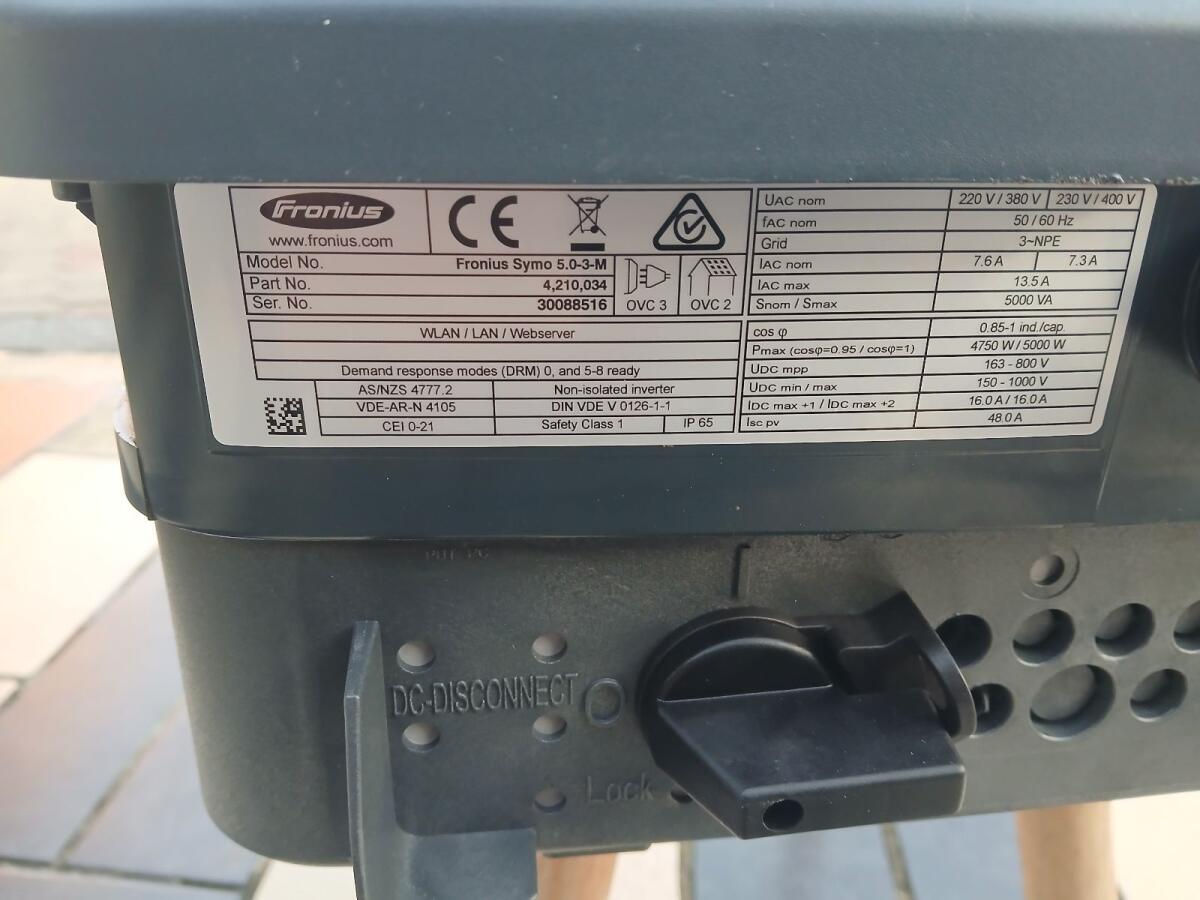 Fronius
www.fronius.com
CE
Model No. Fronius Symo 5.0-3-M
Part No. 4,210,034
Ser. No. 30088516
OVC 3 OVC 2
WLAN / LAN / Webserver
Demand response modes (DRM) 0, and 5-8 ready
AS/NZS 4777.2 Non-isolated inverter
VDE-AR-N 4105 DIN VDE V 0126-1-1
CEI 0-21 Safety Class 1 IP 65
UAC nom 220 V / 380 V 230 V / 400 V
fAC nom 50 / 60 Hz
Grid 3~NPE
IAC nom 7.6 A 7.3 A
IAC max 13.5 A
Snom / Smax 5000 VA
cos φ 0.85-1 ind./cap.
Pmax (cosφ=0.95 / cosφ=1) 4750 W / 5000 W
UDC mpp 163 - 800 V
UDC min / max 150 - 1000 V
IDC max +1 / IDC max +2 16.0 A / 16.0 A
Isc pv 48.0 A
DC-DISCONNECT O
Lock